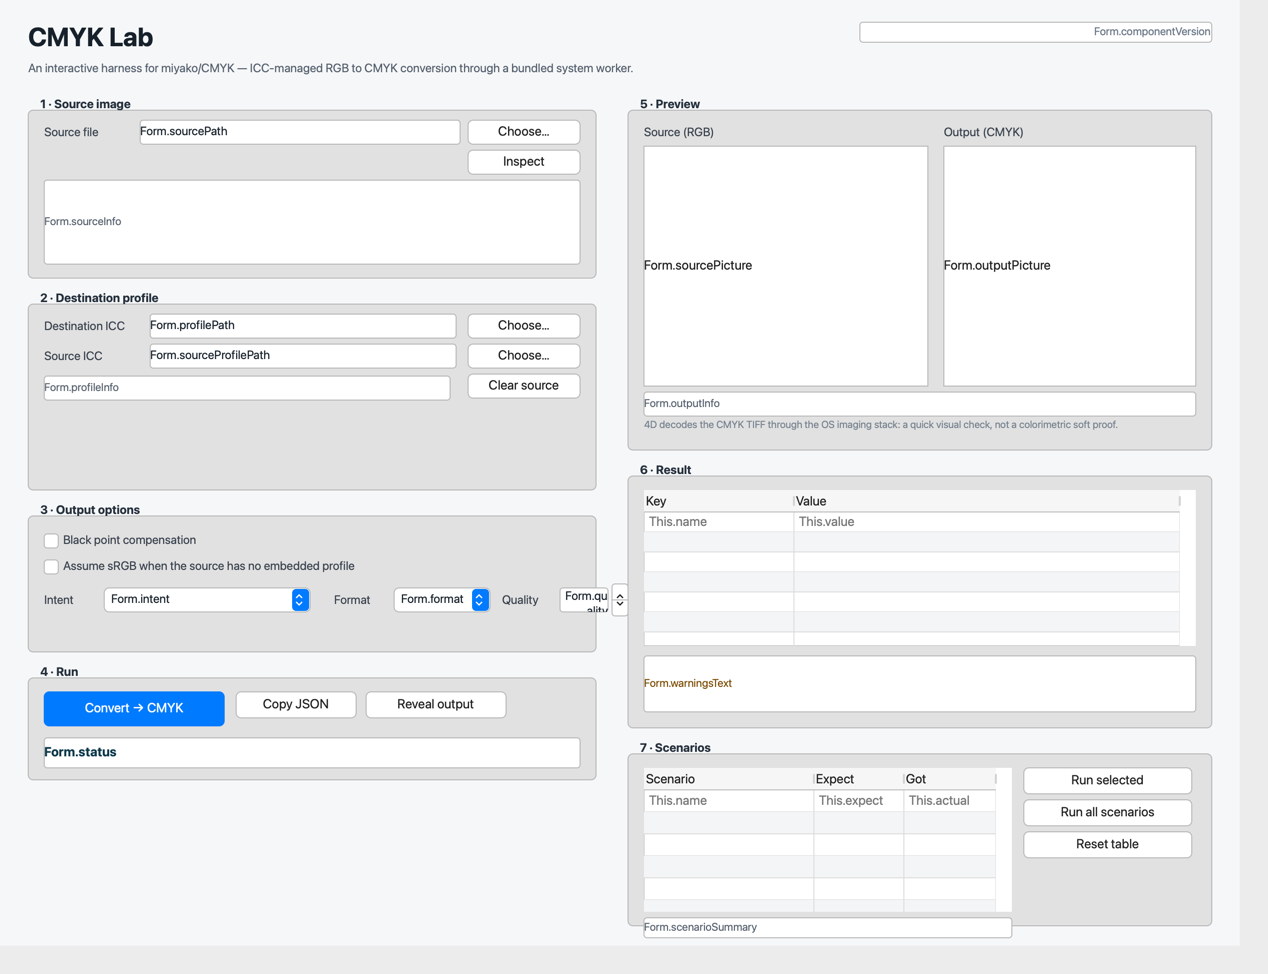 CMYK Lab
Form.componentVersion
An interactive harness for miyako/CMYK — ICC-managed RGB to CMYK conversion through a bundled system worker.
1 · Source image
Source file
Form.sourcePath
Choose...
Inspect
Form.sourceInfo
2 · Destination profile
Destination ICC
Form.profilePath
Choose...
Source ICC
Form.sourceProfilePath
Choose...
Form.profileInfo
Clear source
3 · Output options
Black point compensation
Assume sRGB when the source has no embedded profile
Intent
Form.intent
Format
Form.format
Quality
Form.qu
ality
4 · Run
Convert → CMYK
Copy JSON
Reveal output
Form.status
5 · Preview
Source (RGB)
Output (CMYK)
Form.sourcePicture
Form.outputPicture
Form.outputInfo
4D decodes the CMYK TIFF through the OS imaging stack: a quick visual check, not a colorimetric soft proof.
6 · Result
Key
Value
This.name
This.value
Form.warningsText
7 · Scenarios
Scenario
Expect
Got
This.name
This.expect
This.actual
Run selected
Run all scenarios
Reset table
Form.scenarioSummary